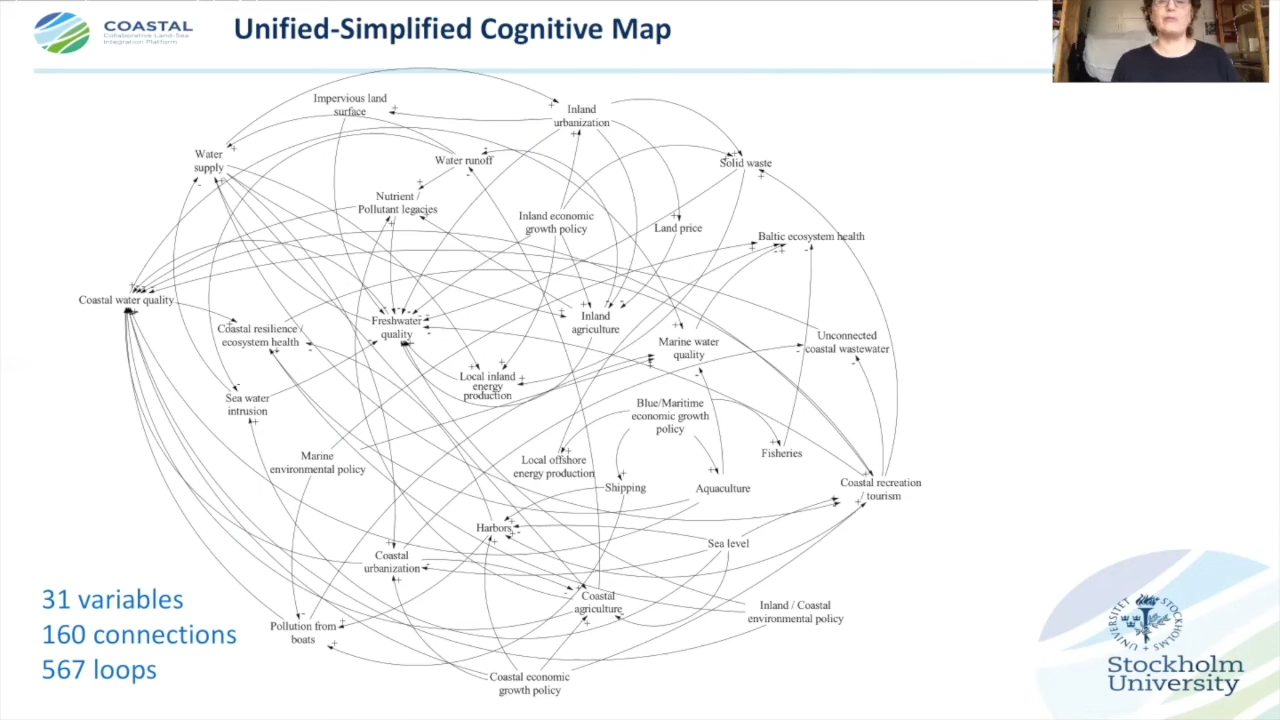 COASTAL
Collaborative Land-Sea
Integration Platform
Unified-Simplified Cognitive Map
Impervious land
surface
Inland
urbanization
Water
supply
Water runoff
Solid waste
Nutrient /
Pollutant legacies
Inland economic
growth policy
Land price
Baltic ecosystem health
Coastal water quality
Coastal resilience /
ecosystem health
Freshwater
quality
Inland
agriculture
Marine water
quality
Unconnected
coastal wastewater
Local inland
energy
production
Sea water
intrusion
Blue/Maritime
economic growth
policy
Marine
environmental policy
Local offshore
energy production
Fisheries
Shipping
Aquaculture
Coastal recreation
/ tourism
Harbors
Sea level
Coastal
urbanization
Coastal
agriculture
Inland / Coastal
environmental policy
Pollution from
boats
Coastal economic
growth policy
31 variables
160 connections
567 loops
Stockholm
University